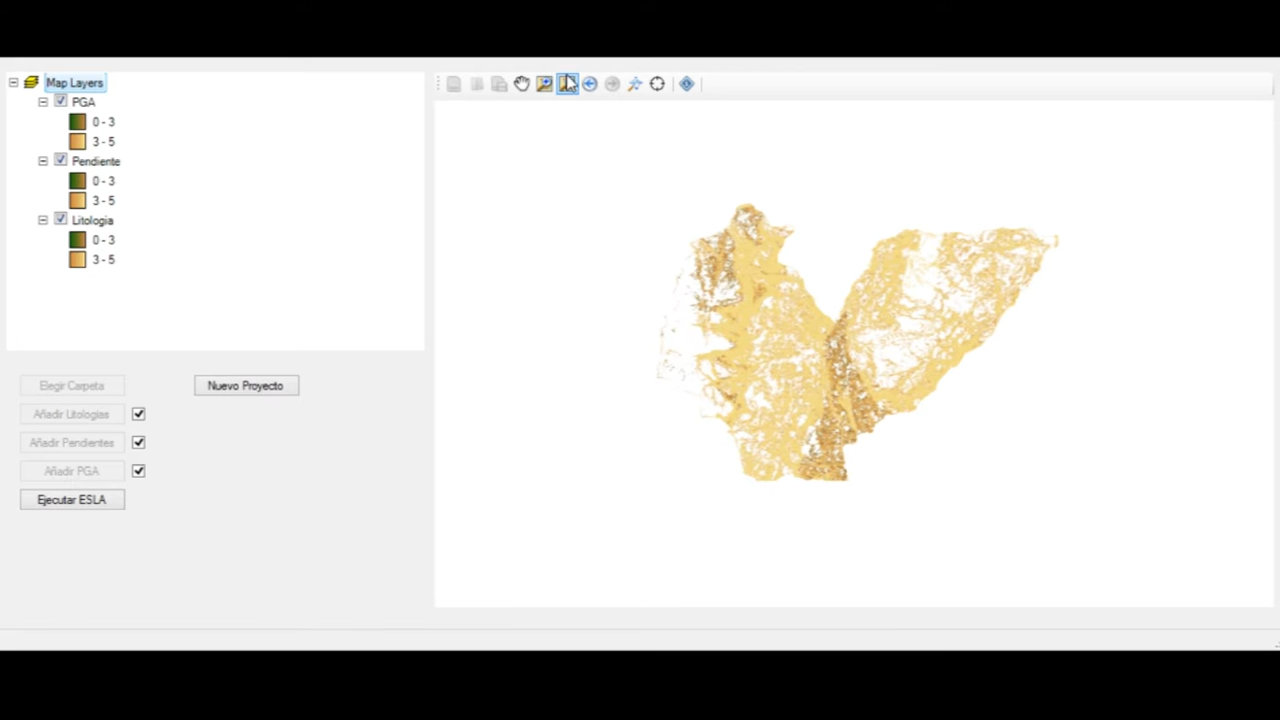 Map Layers
PGA
0 - 3
3 - 5
Pendiente
0 - 3
3 - 5
Litologia
0 - 3
3 - 5
Elegir Carpeta
Nuevo Proyecto
Añadir Litologias
Añadir Pendientes
Añadir PGA
Ejecutar ESLA